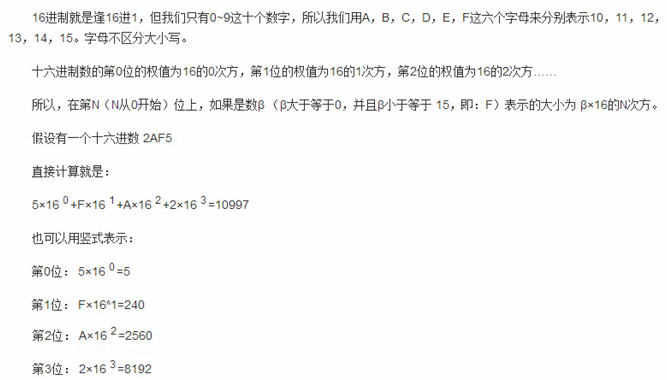 16进制就是逢16进1，但我们只有0~9这十个数字，所以我们用A，B，C，D，E，F这六个字母来分别表示10，11，12，
13，14，15。字母不区分大小写。
十六进制数的第0位的权值为16的0次方，第1位的权值为16的1次方，第2位的权值为16的2次方……
所以，在第N（N从0开始）位上，如果是数β （β大于等于0，并且β小于等于 15，即：F）表示的大小为 β×16的N次方。
假设有一个十六进数 2AF5
直接计算就是：
5×16 ⁰+F×16 ¹+A×16 ²+2×16 ³=10997
也可以用竖式表示：
第0位： 5×16 ⁰=5
第1位： F×16^1=240
第2位： A×16 ²=2560
第3位： 2×16 ³=8192